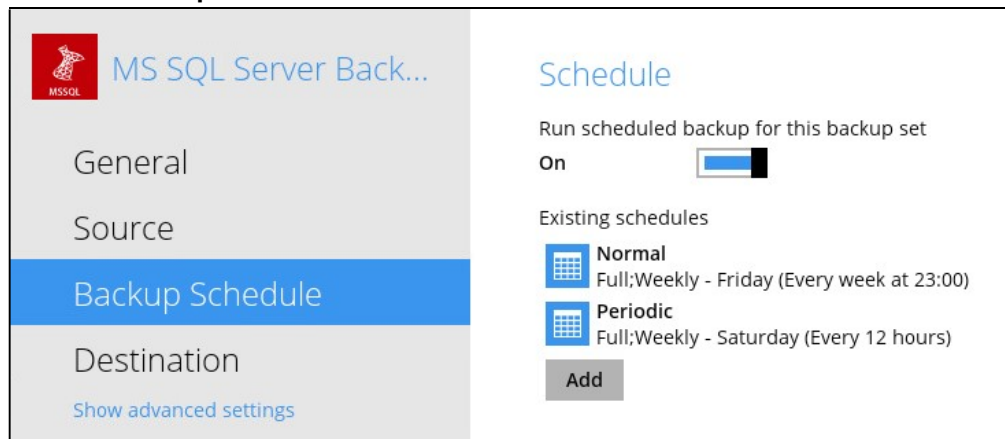 MSSQL
MS SQL Server Back...
General
Source
Backup Schedule
Destination
Show advanced settings
Schedule
Run scheduled backup for this backup set
On
Existing schedules
Normal
Full;Weekly - Friday (Every week at 23:00)
Periodic
Full;Weekly - Saturday (Every 12 hours)
Add